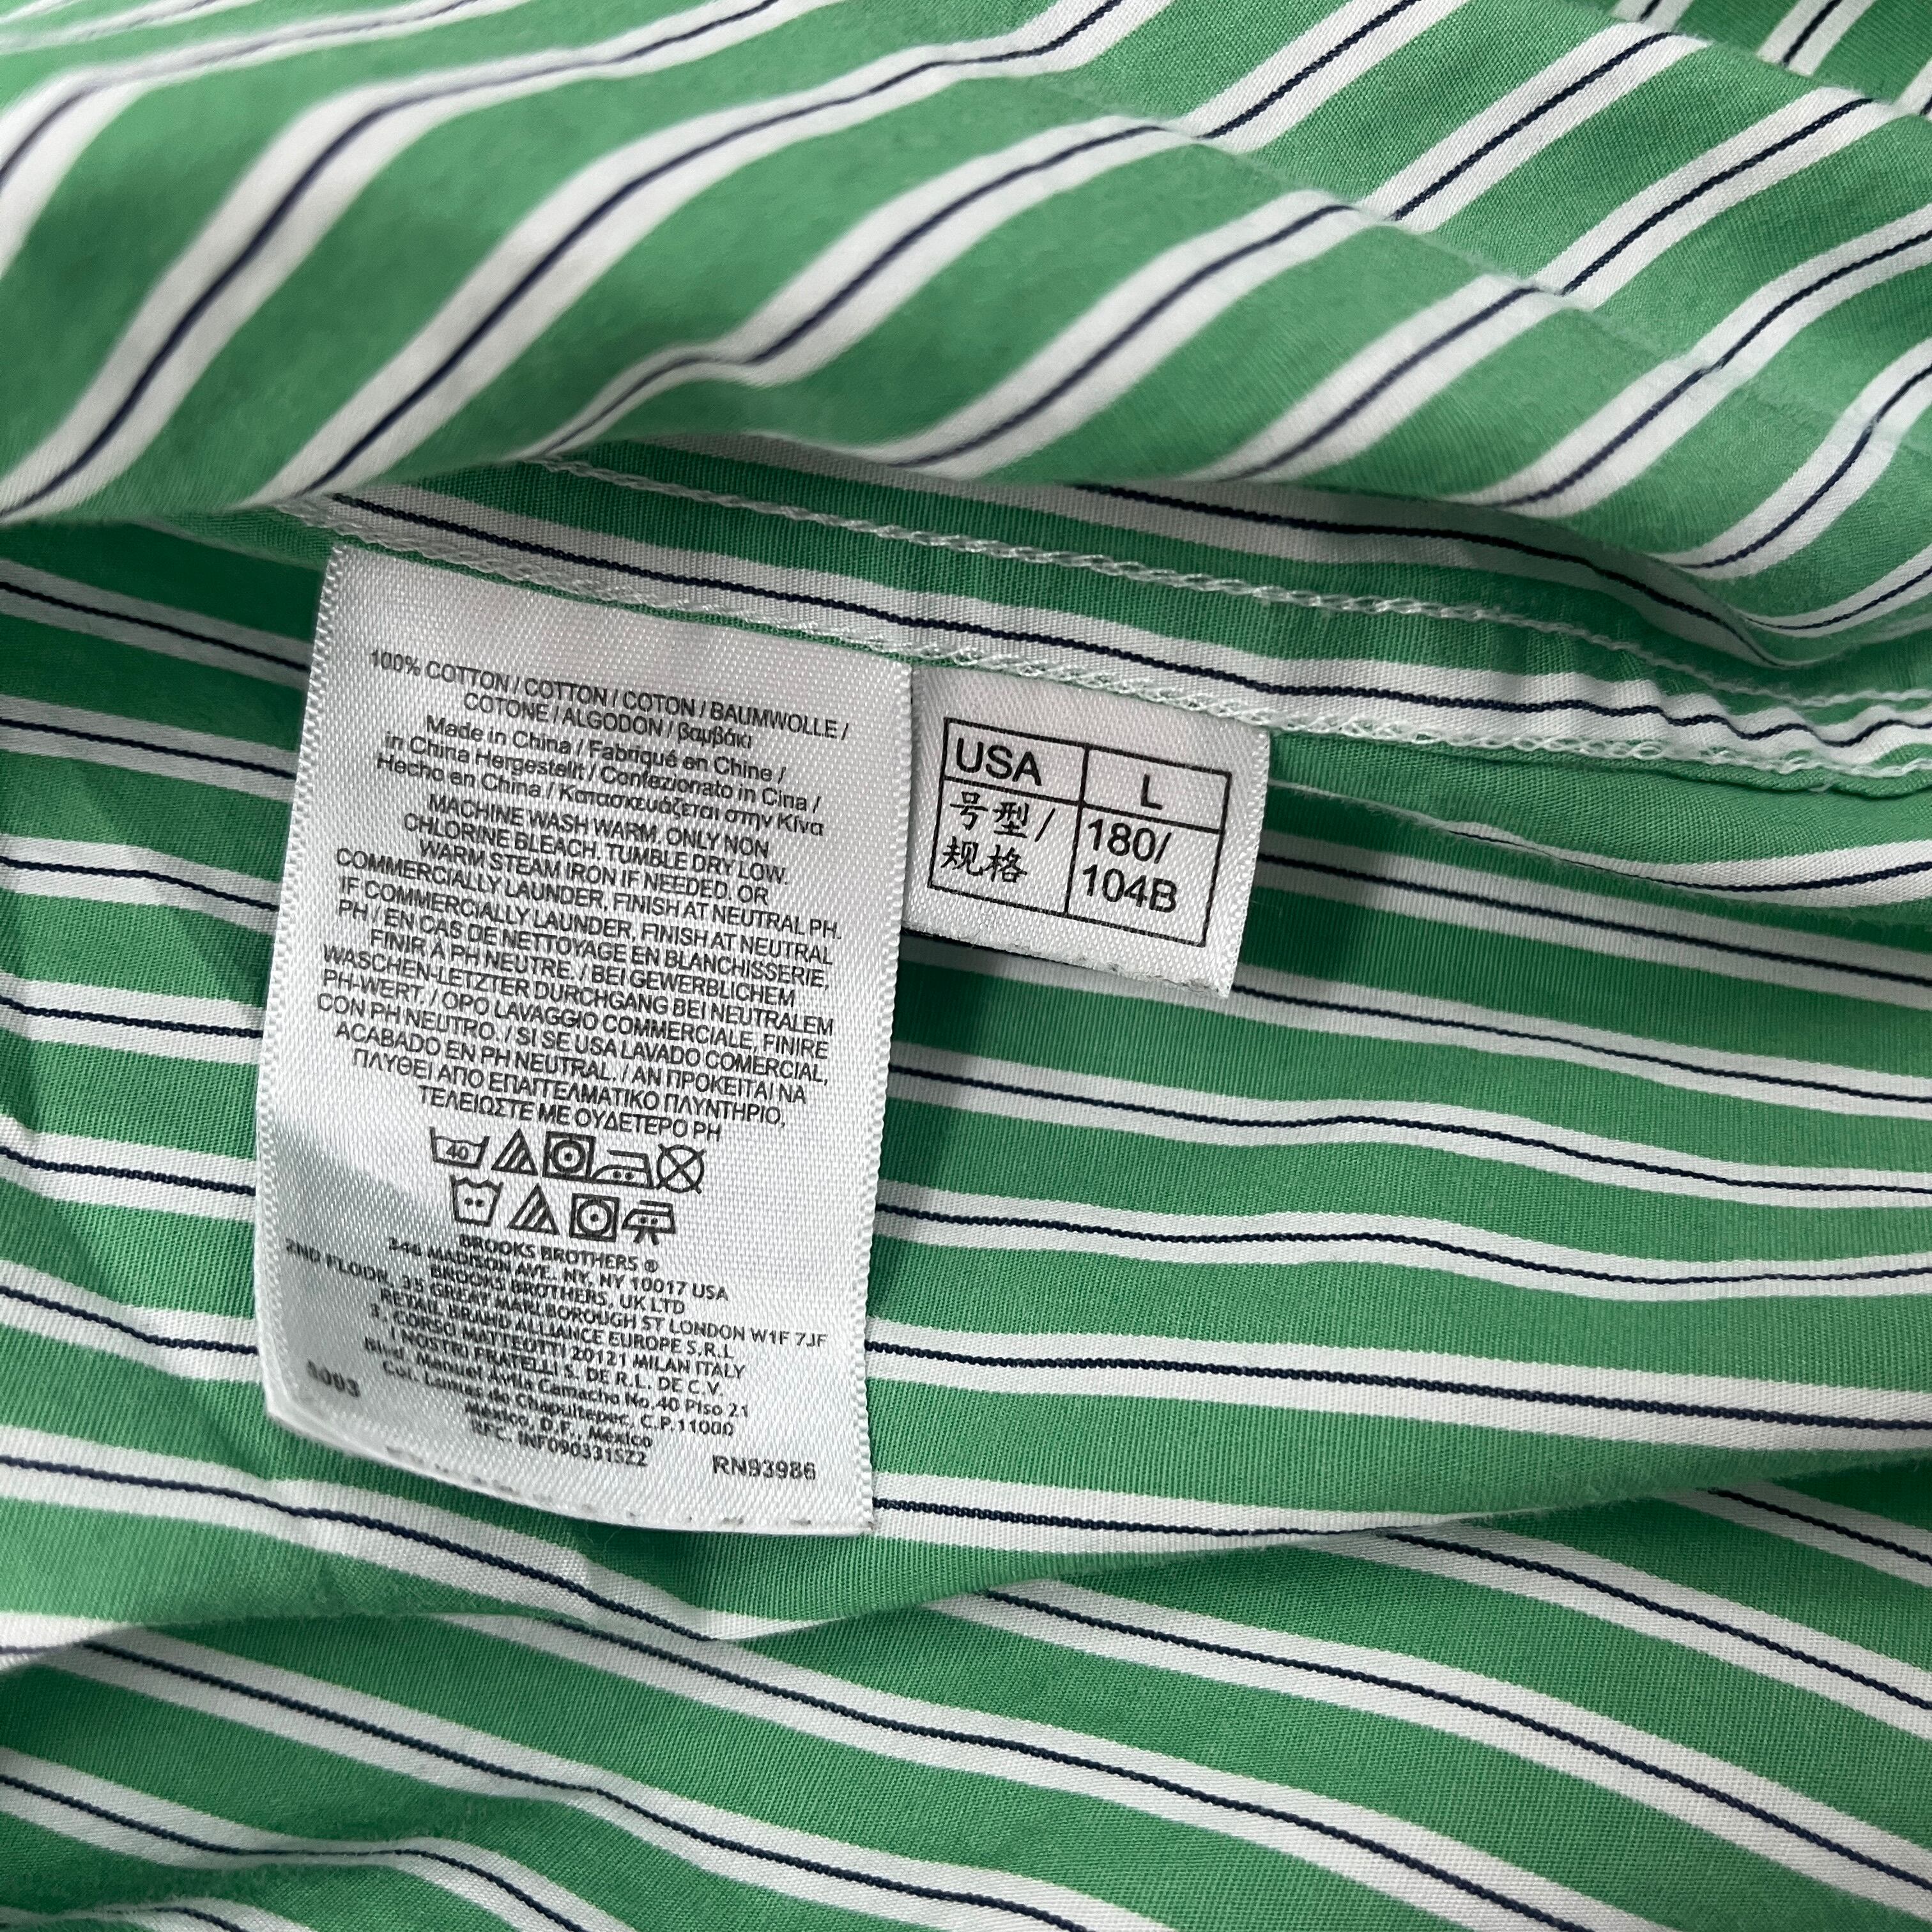 100% COTTON / COTTON / COTON / BAUMWOLLE /
COTONE / ALGODON / βαμβάκι
Made in China / Fabriqué en Chine /
in China Hergestellt / Confezionato in Cina /
Hecho en China / Κατασκευάζεται στην Κίνα
MACHINE WASH WARM, ONLY NON
CHLORINE BLEACH. TUMBLE DRY LOW.
WARM STEAM IRON IF NEEDED. OR
COMMERCIALLY LAUNDER, FINISH AT NEUTRAL PH.
IF COMMERCIALLY LAUNDER, FINISH AT NEUTRAL
PH / EN CAS DE NETTOYAGE EN BLANCHISSERIE,
FINIR À PH NEUTRE. / BEI GEWERBLICHEM
WASCHEN-LETZTER DURCHGANG BEI NEUTRALEM
PH-WERT. / OPO LAVAGGIO COMMERCIALE, FINIRE
CON PH NEUTRO. / SI SE USA LAVADO COMERCIAL,
ACABADO EN PH NEUTRAL. / ΑΝ ΠΡΟΚΕΙΤΑΙ ΝΑ
ΠΛΥΘΕΙ ΑΠΟ ΕΠΑΓΓΕΛΜΑΤΙΚΟ ΠΛΥΝΤΗΡΙΟ,
ΤΕΛΕΙΩΣΤΕ ΜΕ ΟΥΔΕΤΕΡΟ PH
40
BROOKS BROTHERS ®
346 MADISON AVE., NY, NY 10017 USA
BROOKS BROTHERS, UK LTD
2ND FLOOR, 35 GREAT MARLBOROUGH ST LONDON W1F 7JF
RETAIL BRAND ALLIANCE EUROPE S.R.L
3, CORSO MATTEOTTI 20121 MILAN ITALY
I NOSTRI FRATELLI S. DE R.L. DE C.V.
Blvd, Manuel Avila Camacho No.40 Piso 21
Col. Lomas de Chapultepec, C.P.11000
México, D.F., México
RFC. INF090331SZ2
RN93986
USA L
号型/ 180/
规格 104B